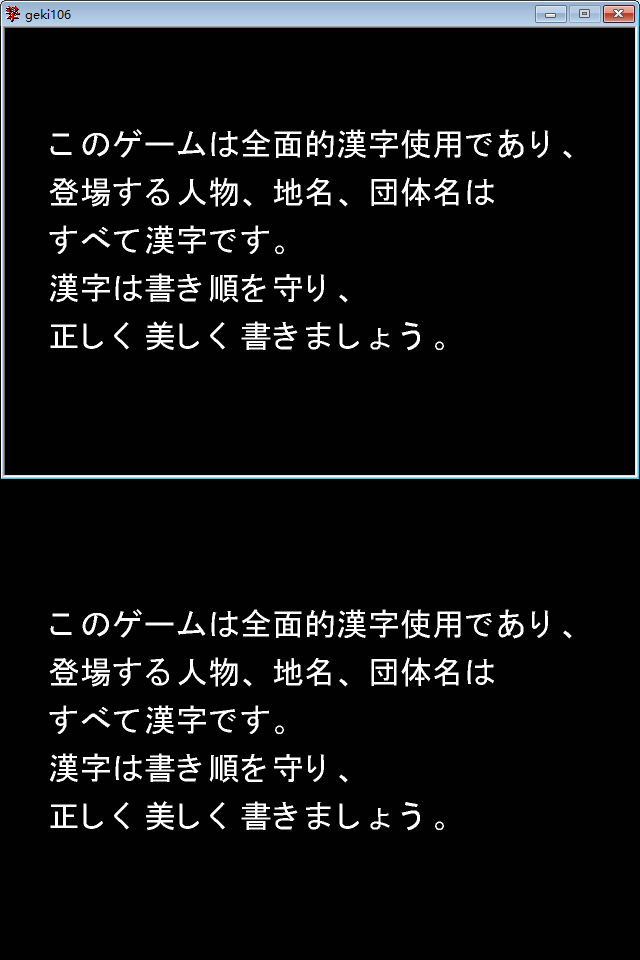 geki106
このゲームは全面的漢字使用であり、
登場する人物、地名、団体名は
すべて漢字です。
漢字は書き順を守り、
正しく美しく書きましょう。
このゲームは全面的漢字使用であり、
登場する人物、地名、団体名は
すべて漢字です。
漢字は書き順を守り、
正しく美しく書きましょう。